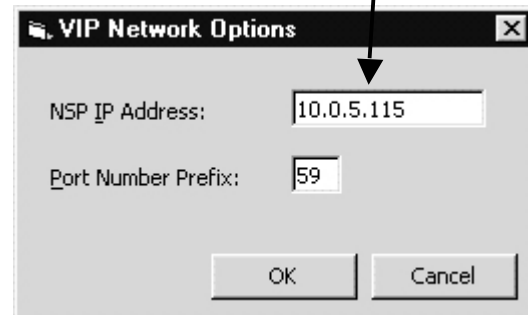 VIP Network Options
NSP IP Address: 10.0.5.115
Port Number Prefix: 59
OK Cancel